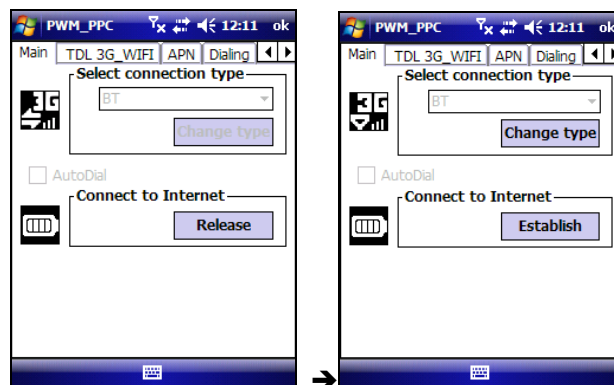 PWM_PPC 12:11 ok
Main TDL 3G_WIFI APN Dialing
Select connection type
3G
BT
Change type
AutoDial
Connect to Internet
Release
➔
PWM_PPC 12:11 ok
Main TDL 3G_WIFI APN Dialing
Select connection type
3G
BT
Change type
AutoDial
Connect to Internet
Establish